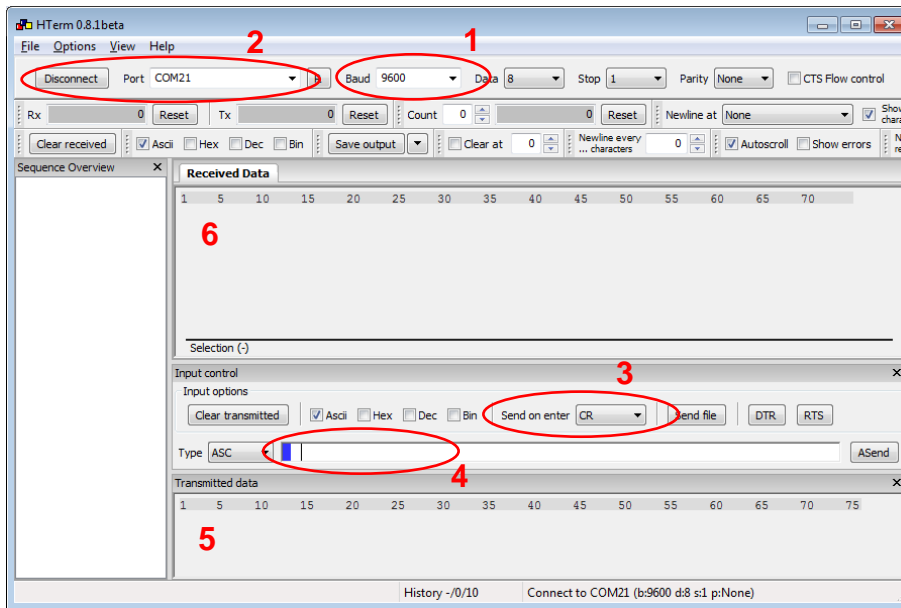 HTerm 0.8.1beta
File Options View Help
2 1
Disconnect Port COM21 Baud 9600 Data 8 Stop 1 Parity None CTS Flow control
Rx 0 Reset Tx 0 Reset Count 0 0 Reset Newline at None Show
Clear received Ascii Hex Dec Bin Save output Clear at 0 Newline every ... characters 0 Autoscroll Show errors
Sequence Overview X Received Data
1 5 10 15 20 25 30 35 40 45 50 55 60 65 70
6
Selection (-)
Input control X
3
Input options
Clear transmitted Ascii Hex Dec Bin Send on enter CR Send file DTR RTS
Type ASC ASend
4
Transmitted data X
1 5 10 15 20 25 30 35 40 45 50 55 60 65 70 75
5
History -/0/10 Connect to COM21 (b:9600 d:8 s:1 p:None)